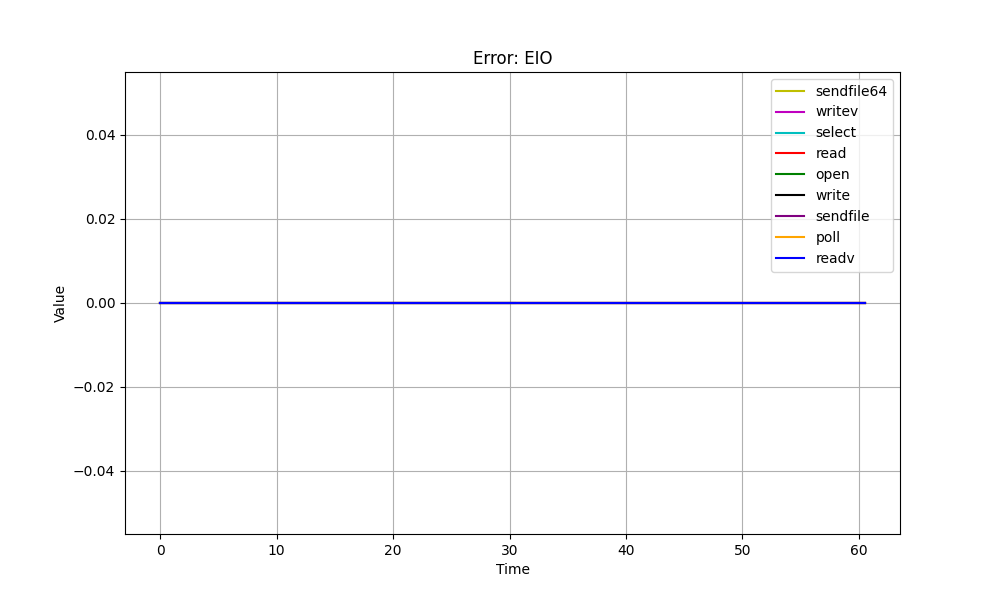 Error: EIO
sendfile64
writev
select
read
open
write
sendfile
poll
readv
0.04
0.02
0.00
−0.02
−0.04
Value
0 10 20 30 40 50 60
Time